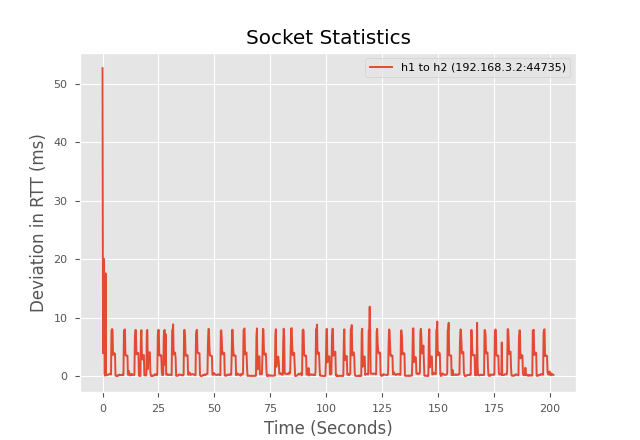 Socket Statistics
h1 to h2 (192.168.3.2:44735)
50
40
30
20
10
0
Deviation in RTT (ms)
0 25 50 75 100 125 150 175 200
Time (Seconds)